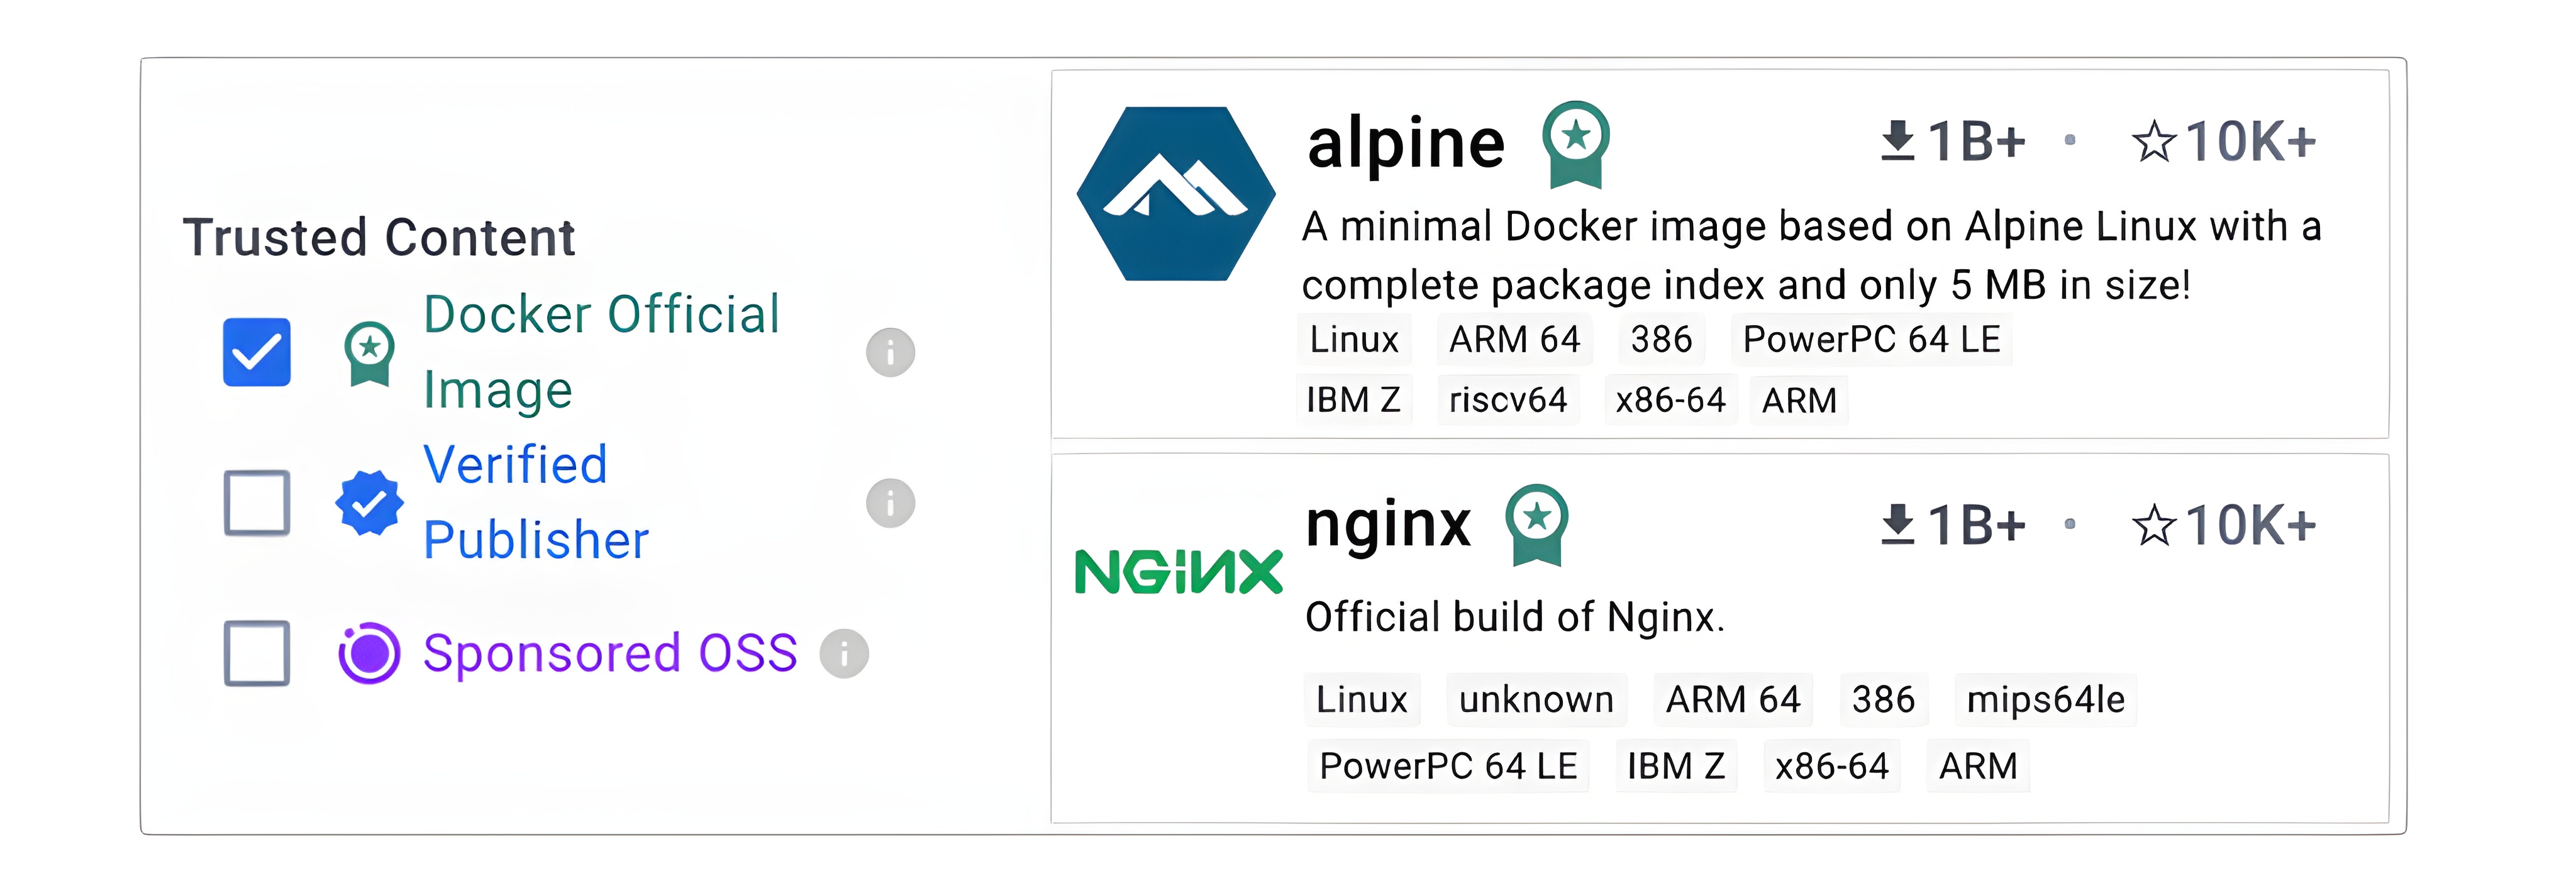 Trusted Content
Docker Official
Image
Verified
Publisher
Sponsored OSS
alpine
1B+ • 10K+
A minimal Docker image based on Alpine Linux with a
complete package index and only 5 MB in size!
Linux ARM 64 386 PowerPC 64 LE
IBM Z riscv64 x86-64 ARM
NGINX
nginx
1B+ • 10K+
Official build of Nginx.
Linux unknown ARM 64 386 mips64le
PowerPC 64 LE IBM Z x86-64 ARM